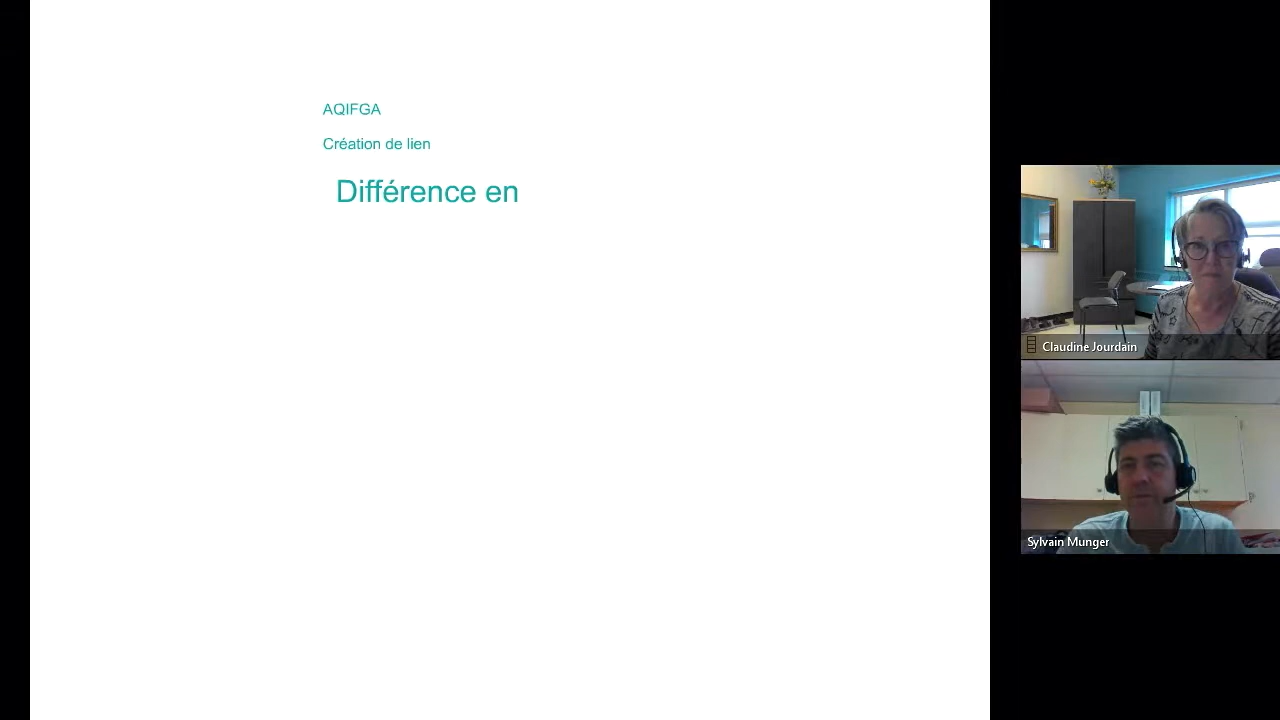 AQIFGA
Création de lien
Différence en
Claudine Jourdain
Sylvain Munger